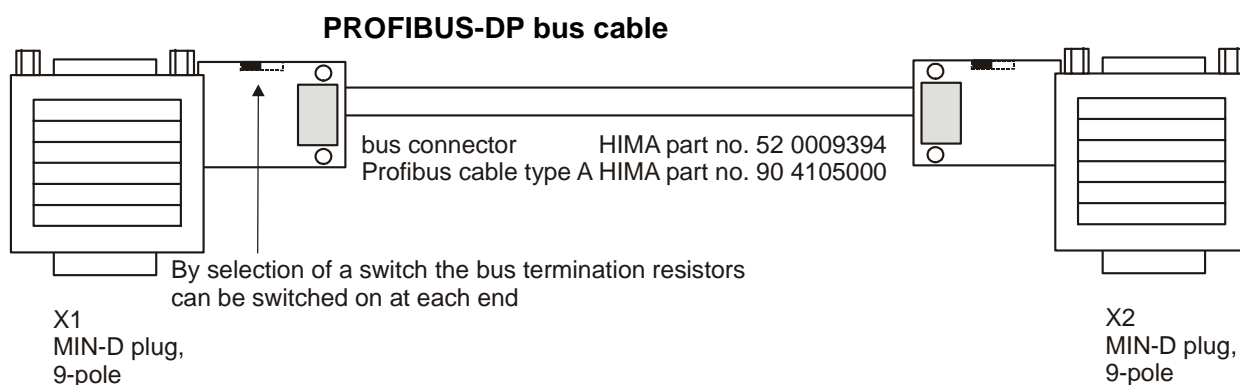 PROFIBUS-DP bus cable
bus connector HIMA part no. 52 0009394
Profibus cable type A HIMA part no. 90 4105000
By selection of a switch the bus termination resistors
can be switched on at each end
X1
MIN-D plug,
9-pole
X2
MIN-D plug,
9-pole